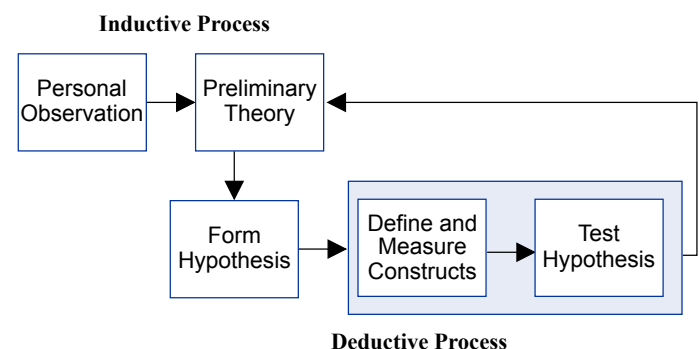 Inductive Process
Personal
Observation
Preliminary
Theory
Form
Hypothesis
Define and
Measure
Constructs
Test
Hypothesis
Deductive Process